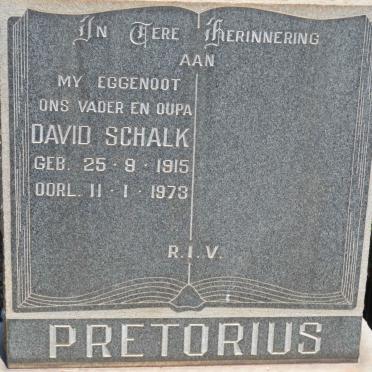 In Tere Herinnering
AAN
MY EGGENOOT
ONS VADER EN OUPA
DAVID SCHALK
GEB. 25 · 9 · 1915
OORL. 11 · 1 · 1973
R.I.V.
PRETORIUS